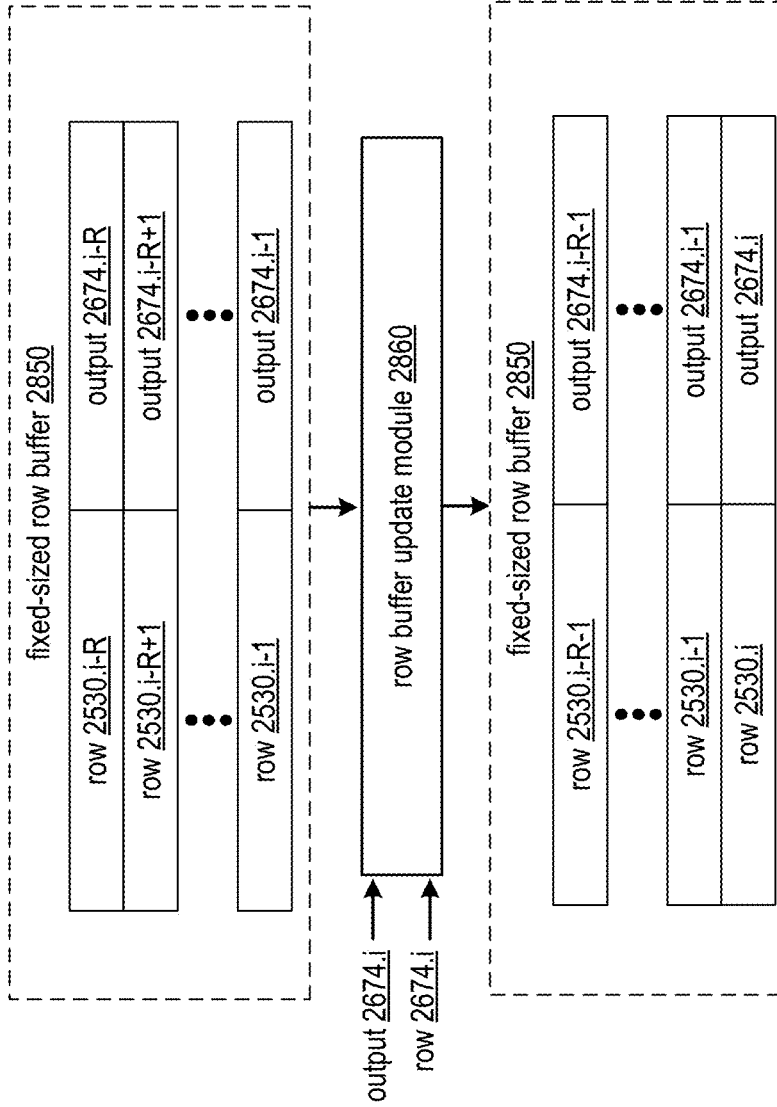 fixed-sized row buffer 2850
row 2530.i-R output 2674.i-R
row 2530.i-R+1 output 2674.i-R+1
row 2530.i-1 output 2674.i-1
output 2674.i
row 2674.i
row buffer update module 2860
fixed-sized row buffer 2850
row 2530.i-R-1 output 2674.i-R-1
row 2530.i-1 output 2674.i-1
row 2530.i output 2674.i